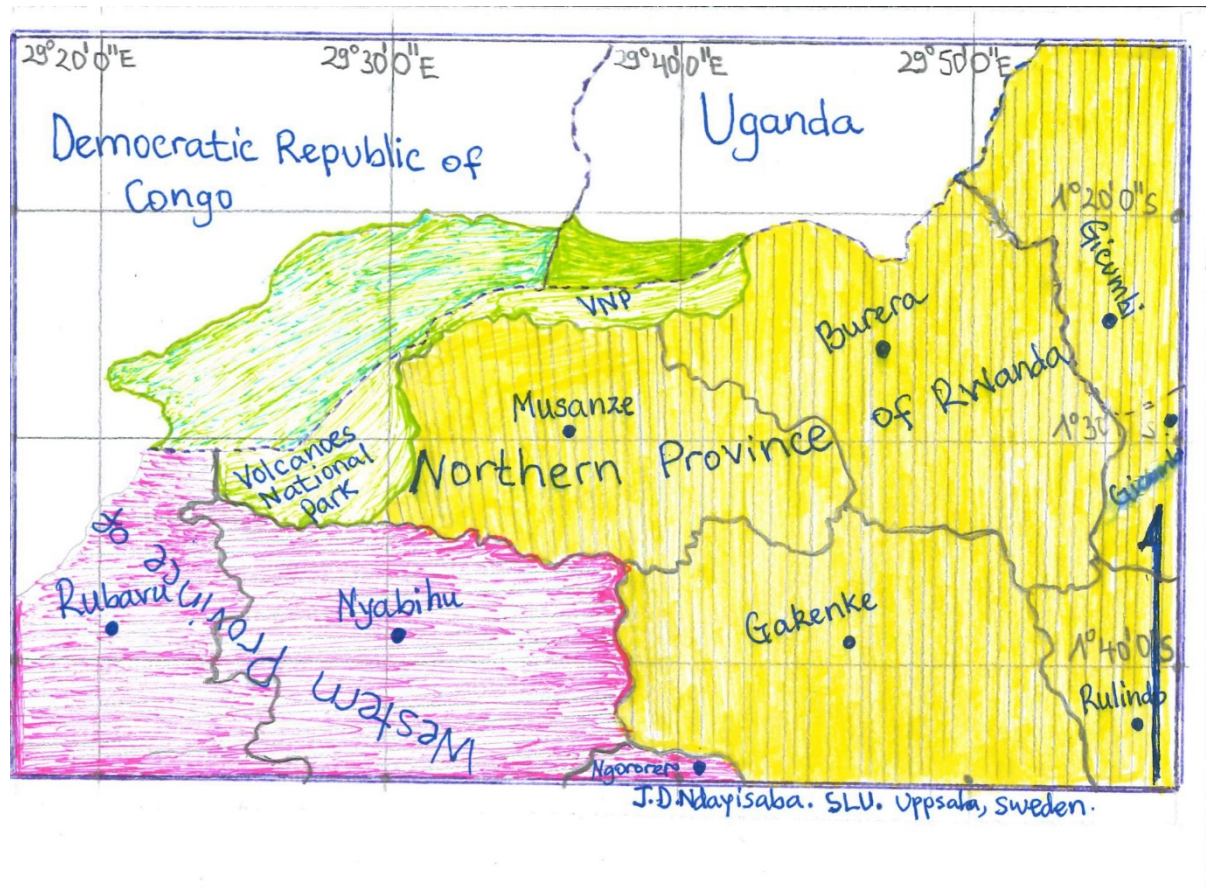 29°20'0"E
29°30'0"E
29°40'0"E
29°50'0"E
Democratic Republic of
Congo
Uganda
1°20'0"S
Gicumbi
VNP
Burera
of RWanda
Musanze
Northern Province
Volcanoes
National
park
Rubavu
Nyabihu
Western province of
Gakenke
1°40'0"S
Rulindo
Ngororero
J.D.Ndayisaba. SLU. Uppsala, Sweden.